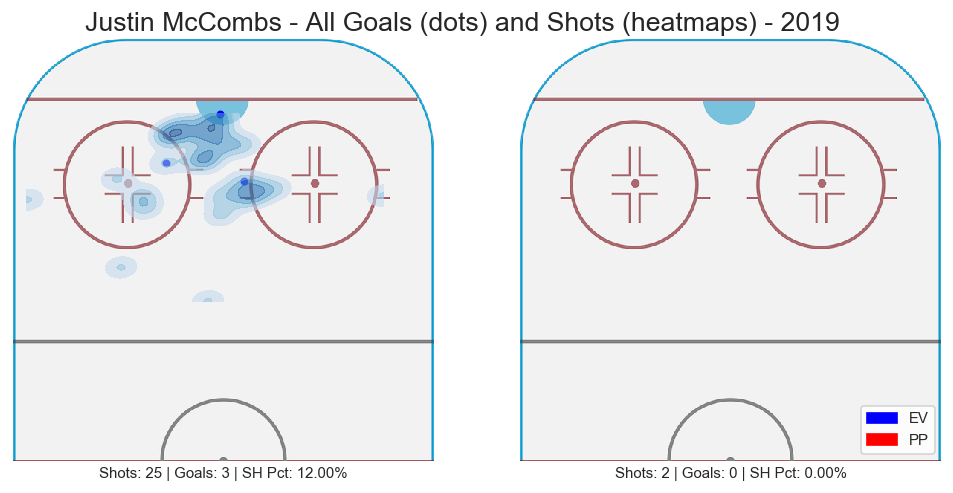 Justin McCombs - All Goals (dots) and Shots (heatmaps) - 2019
EV
PP
Shots: 25 | Goals: 3 | SH Pct: 12.00%
Shots: 2 | Goals: 0 | SH Pct: 0.00%